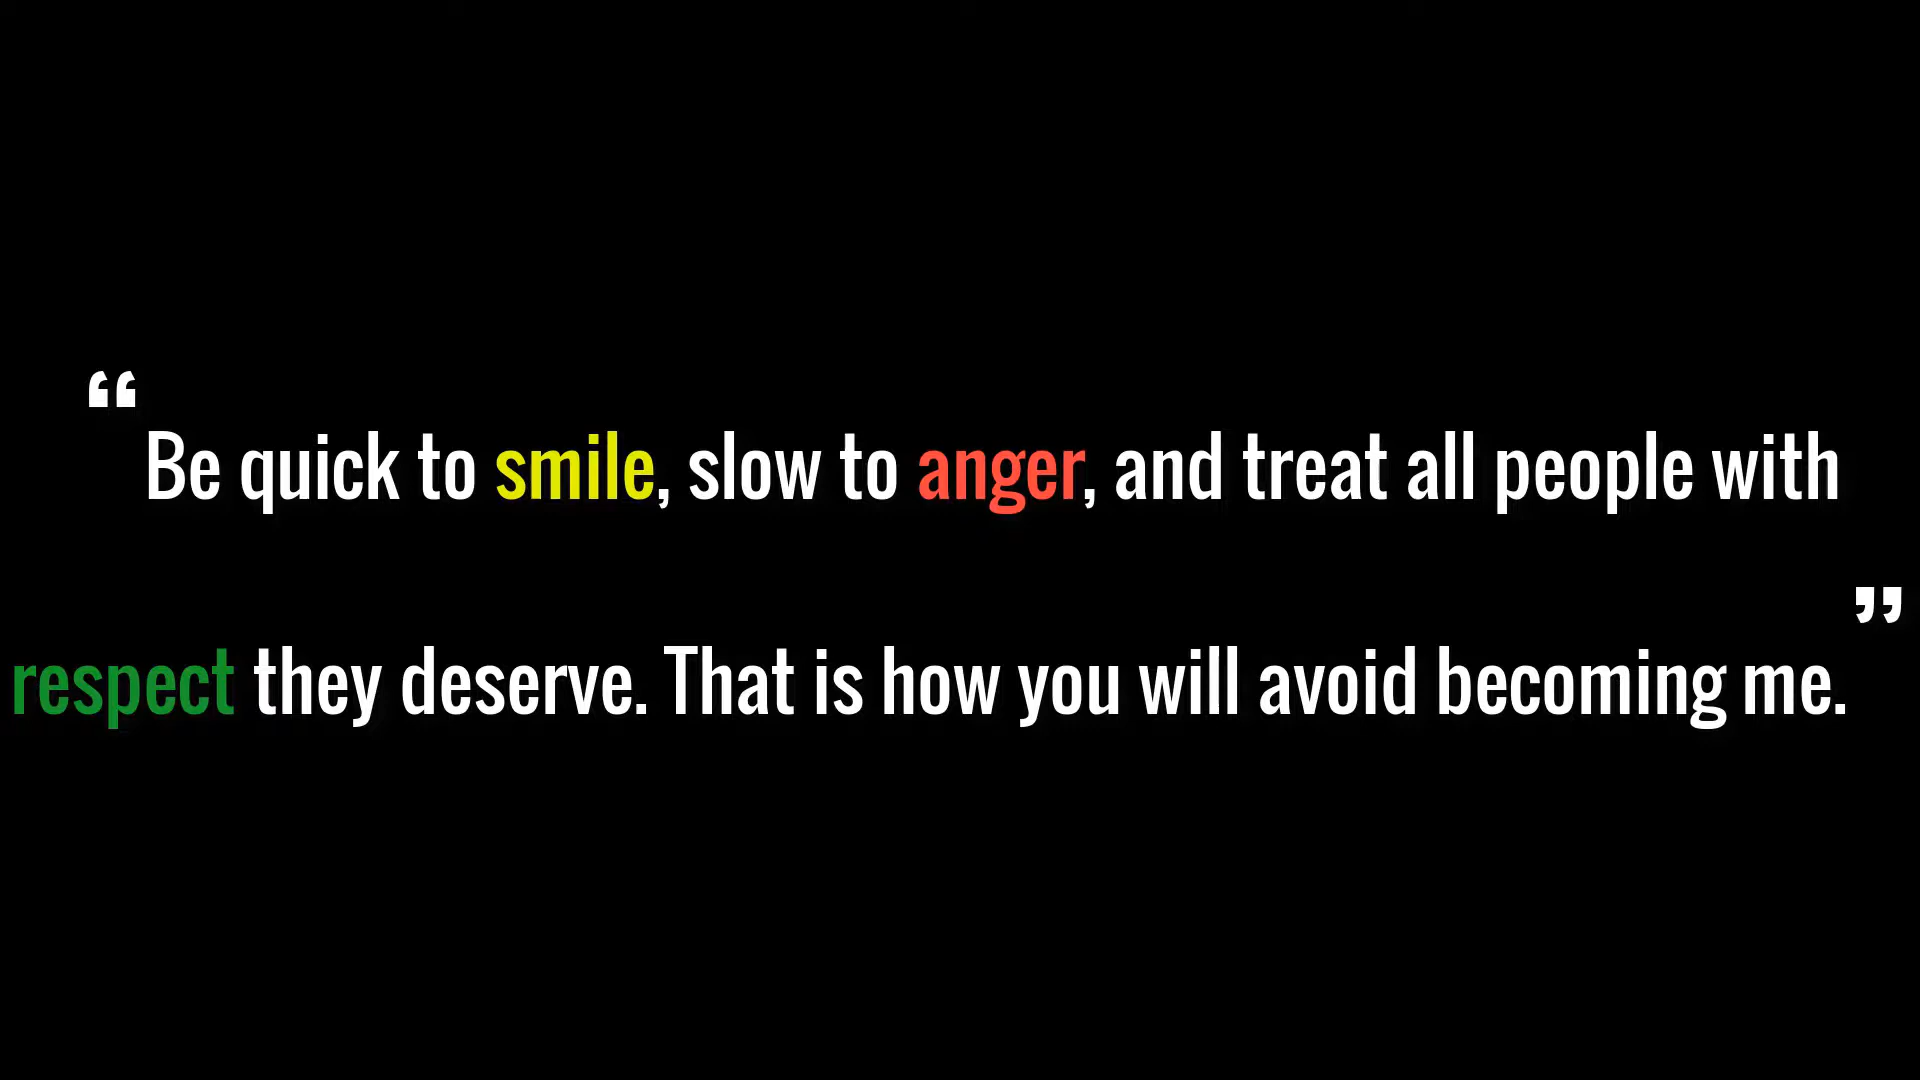 “Be quick to smile, slow to anger, and treat all people with
respect they deserve. That is how you will avoid becoming me.”